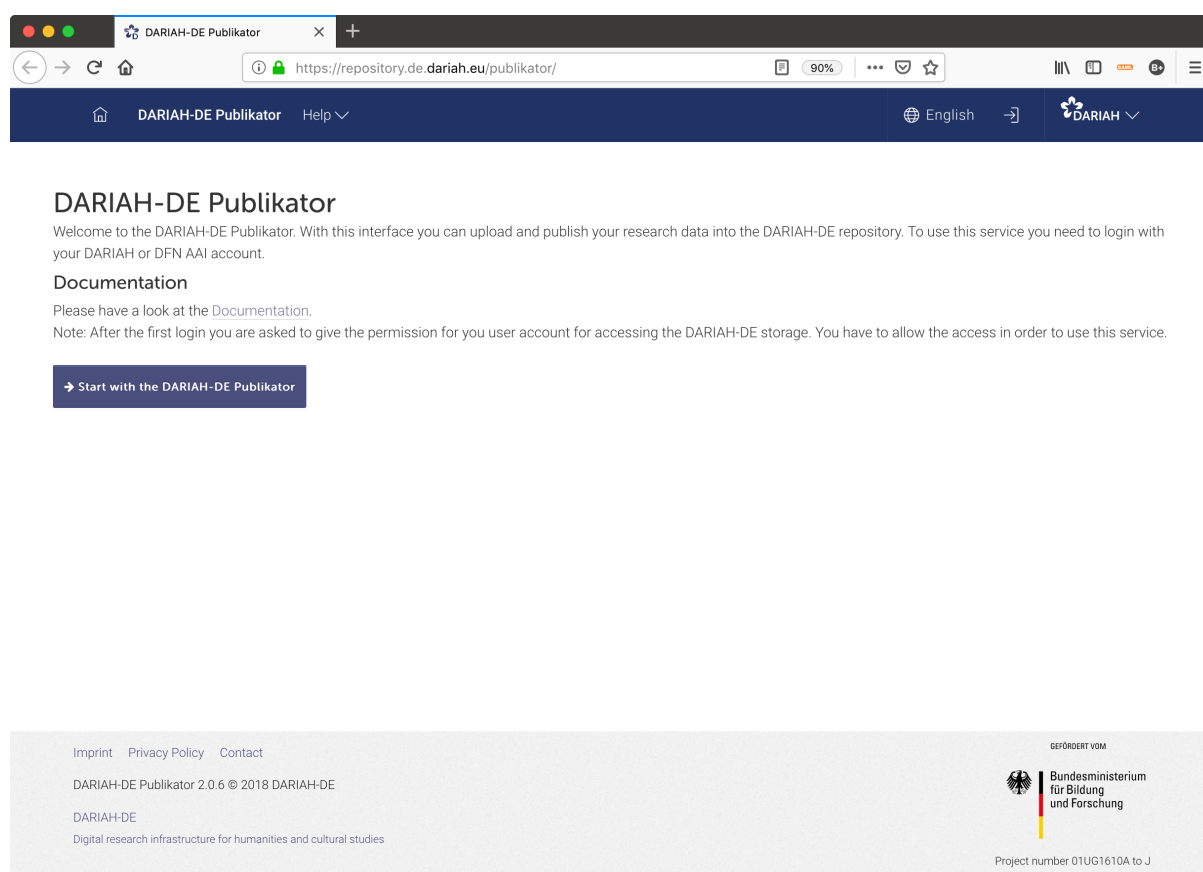 DARIAH-DE Publikator
https://repository.de.dariah.eu/publikator/
90%
DARIAH-DE Publikator Help
English
DARIAH
DARIAH-DE Publikator
Welcome to the DARIAH-DE Publikator. With this interface you can upload and publish your research data into the DARIAH-DE repository. To use this service you need to login with
your DARIAH or DFN AAI account.
Documentation
Please have a look at the Documentation.
Note: After the first login you are asked to give the permission for you user account for accessing the DARIAH-DE storage. You have to allow the access in order to use this service.
Start with the DARIAH-DE Publikator
Imprint Privacy Policy Contact
DARIAH-DE Publikator 2.0.6 © 2018 DARIAH-DE
DARIAH-DE
Digital research infrastructure for humanities and cultural studies
GEFÖRDERT VOM
Bundesministerium
für Bildung
und Forschung
Project number 01UG1610A to J